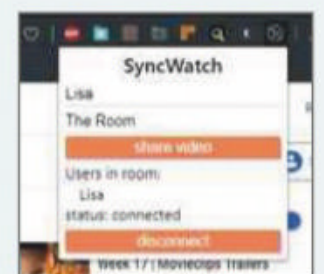 SyncWatch
Lisa
The Room
share video
Users in room:
Lisa
status: connected
disconnect
Week 17 | Movieclips Trailers